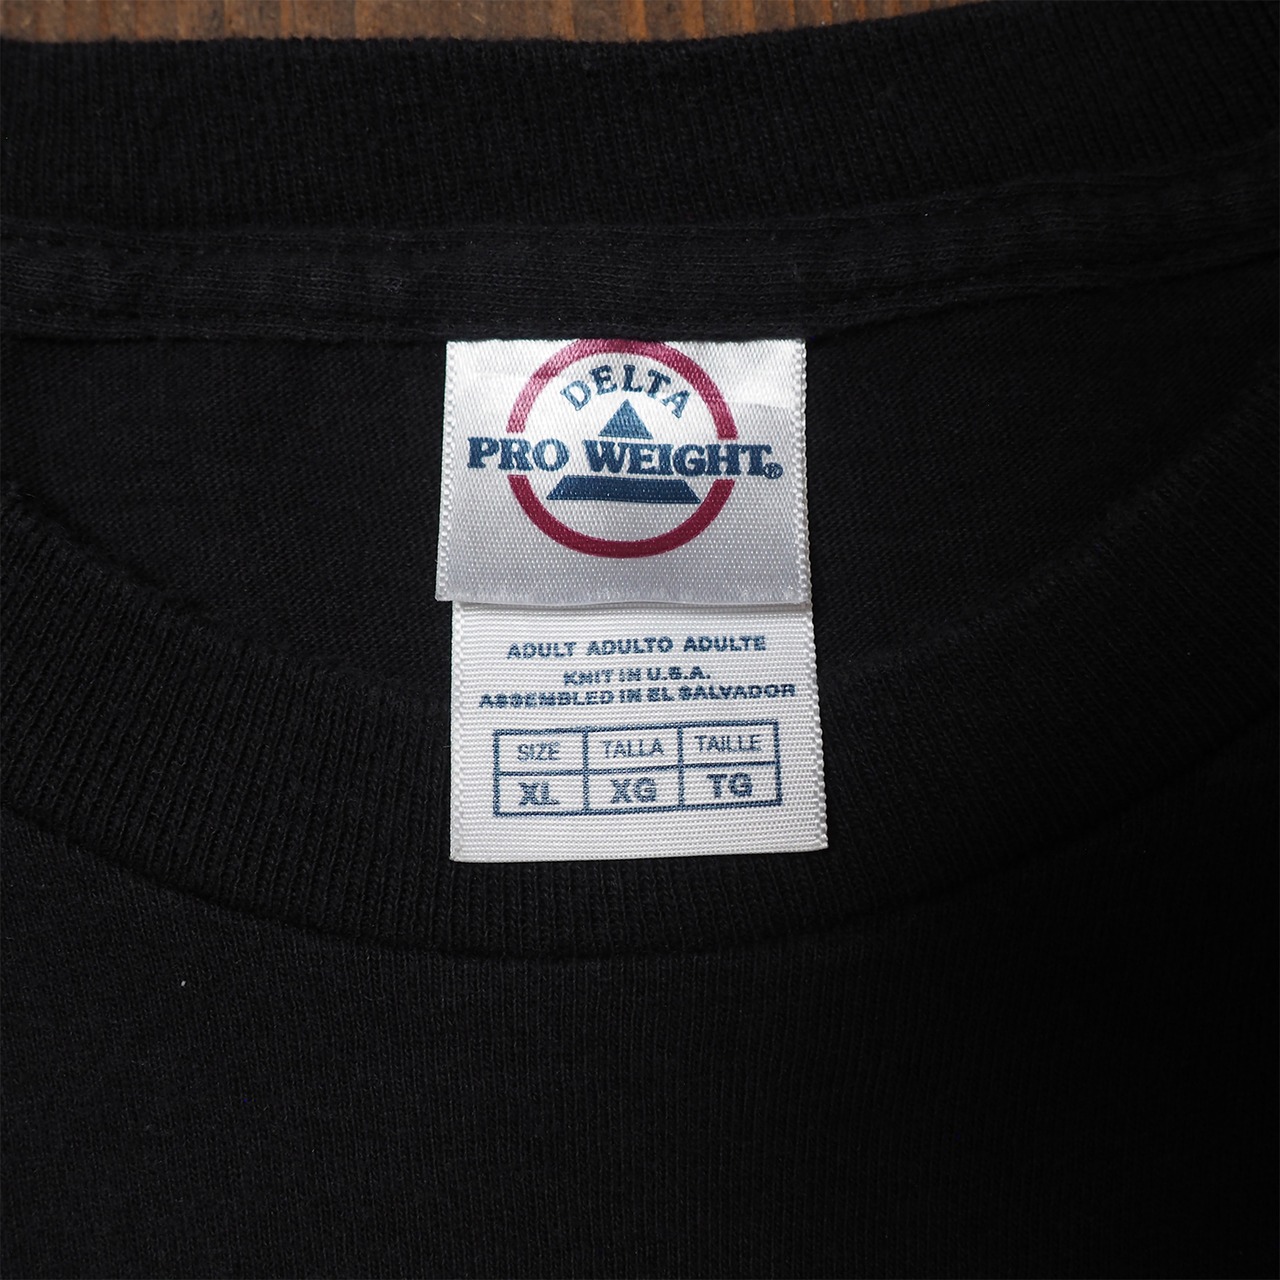 DELTA
PRO WEIGHT®
ADULT ADULTO ADULTE
KNIT IN U.S.A.
ASSEMBLED IN EL SALVADOR
SIZE TALLA TAILLE
XL XG TG